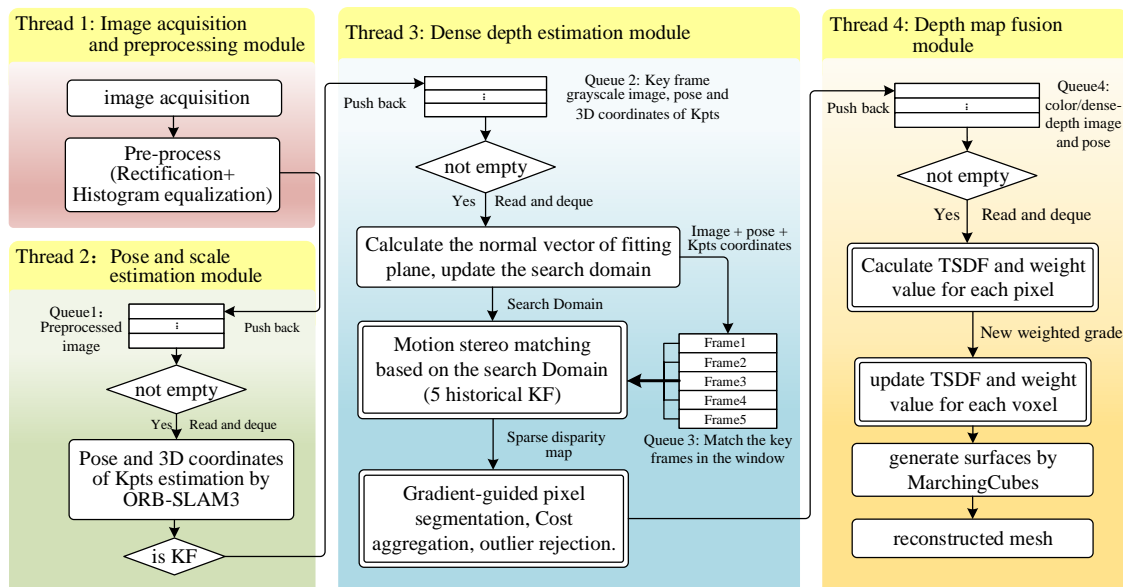 Thread 1: Image acquisition
and preprocessing module
image acquisition
Pre-process
(Rectification+
Histogram equalization)
Thread 2：Pose and scale
estimation module
Queue1:
Preprocessed
image
⋮
Push back
not empty
Yes
Read and deque
Pose and 3D coordinates
of Kpts estimation by
ORB-SLAM3
is KF
Thread 3: Dense depth estimation module
Push back
⋮
Queue 2: Key frame
grayscale image, pose and
3D coordinates of Kpts
not empty
Yes
Read and deque
Calculate the normal vector of fitting
plane, update the search domain
Image + pose +
Kpts coordinates
Search Domain
Motion stereo matching
based on the search Domain
(5 historical KF)
Frame1
Frame2
Frame3
Frame4
Frame5
Queue 3: Match the key
frames in the window
Sparse disparity
map
Gradient-guided pixel
segmentation, Cost
aggregation, outlier rejection.
Thread 4: Depth map fusion
module
Push back
⋮
Queue4:
color/dense-
depth image
and pose
not empty
Yes
Read and deque
Caculate TSDF and weight
value for each pixel
New weighted grade
update TSDF and weight
value for each voxel
generate surfaces by
MarchingCubes
reconstructed mesh